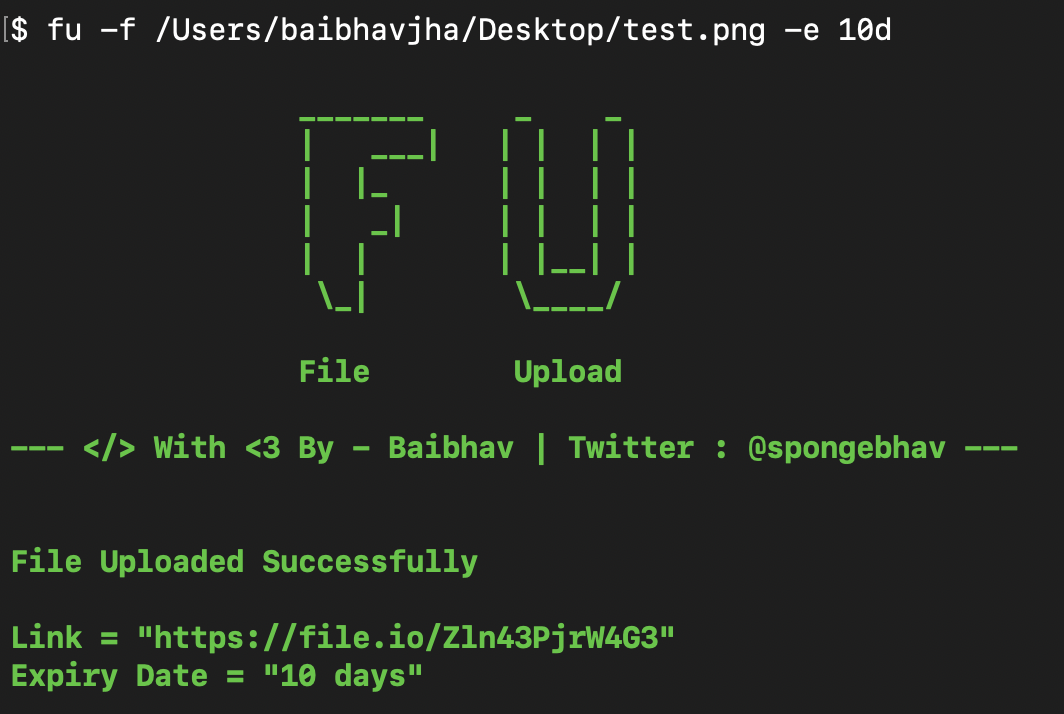 [$ fu -f /Users/baibhavjha/Desktop/test.png -e 10d
FU
File Upload
--- </> With <3 By - Baibhav | Twitter : @spongebhav ---
File Uploaded Successfully
Link = "https://file.io/Zln43PjrW4G3"
Expiry Date = "10 days"